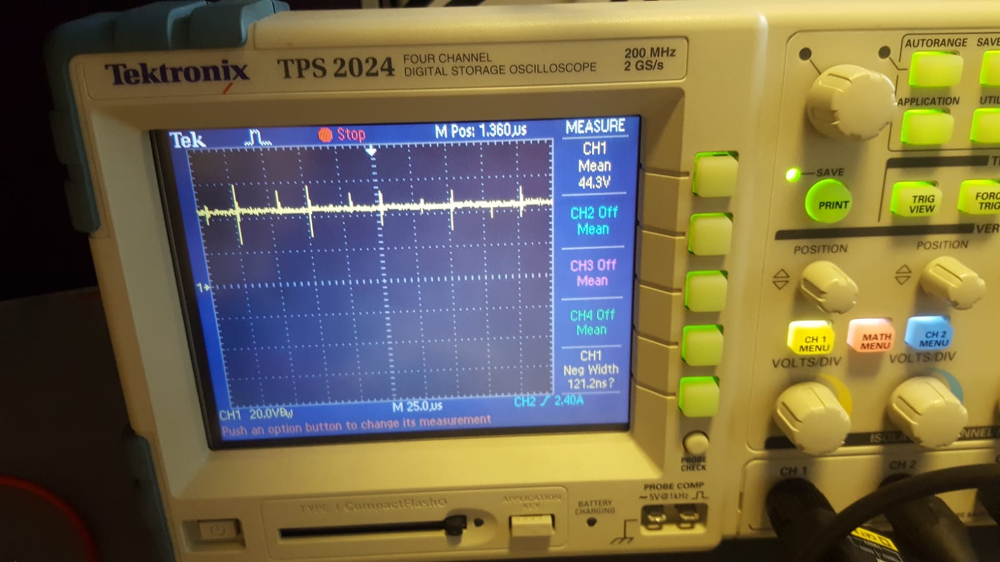 Tektronix TPS 2024 FOUR CHANNEL DIGITAL STORAGE OSCILLOSCOPE 200 MHz 2 GS/s
AUTORANGE SAVE
APPLICATION UTIL
Tek Stop M Pos: 1.360µs MEASURE
CH1
Mean
44.3V
CH2 Off
Mean
CH3 Off
Mean
CH4 Off
Mean
CH1
Neg Width
121.2ns?
1
CH1 20.0VBW M 25.0µs CH2 2.40A
Push an option button to change its measurement
SAVE
PRINT
TRIG VIEW
FORC TRIG
VER
POSITION POSITION
CH 1 MENU
MATH MENU
CH 2 MENU
VOLTS/DIV VOLTS/DIV
PROBE CHECK
CH 1 CH 2
PROBE COMP
~5V@1kHz
TYPE I CompactFlash
APPLICATION KEY
BATTERY CHARGING